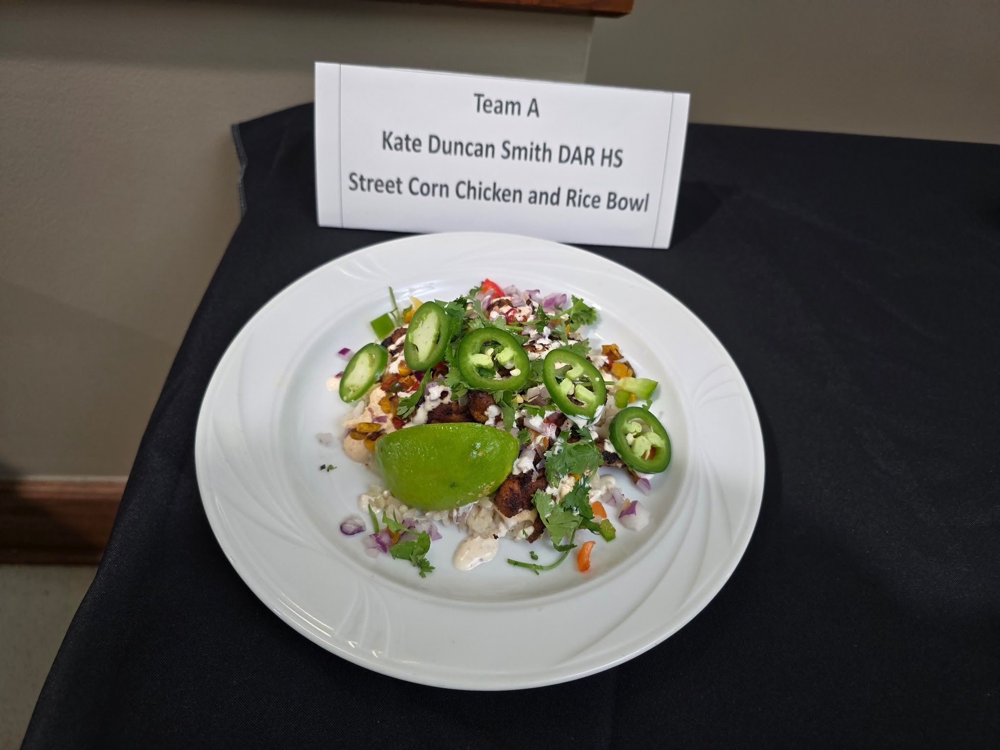 Team A
Kate Duncan Smith DAR HS
Street Corn Chicken and Rice Bowl